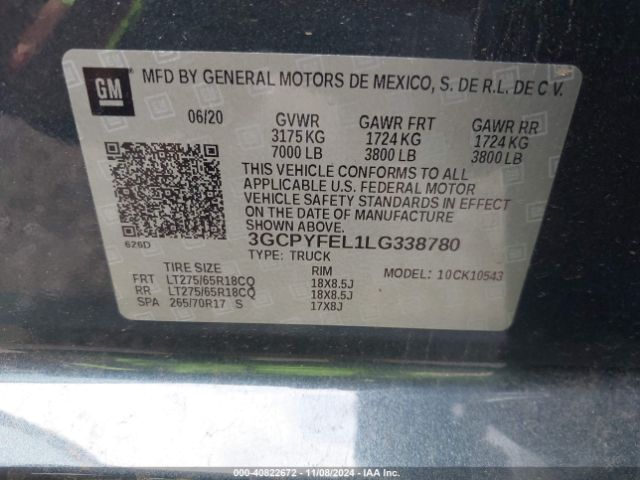 GM
MFD BY GENERAL MOTORS DE MEXICO, S. DE R.L. DE C V.
06/20 GVWR GAWR FRT GAWR RR
3175 KG 1724 KG 1724 KG
7000 LB 3800 LB 3800 LB
THIS VEHICLE CONFORMS TO ALL
APPLICABLE U.S. FEDERAL MOTOR
VEHICLE SAFETY STANDARDS IN EFFECT
ON THE DATE OF MANUFACTURE
SHOWN ABOVE.
626D 3GCPYFEL1LG338780
TYPE: TRUCK
TIRE SIZE RIM MODEL: 10CK10543
FRT LT275/65R18CQ 18X8.5J
RR LT275/65R18CQ 18X8.5J
SPA 265/70R17 S 17X8J
000-40822672 - 11/08/2024 - IAA Inc.